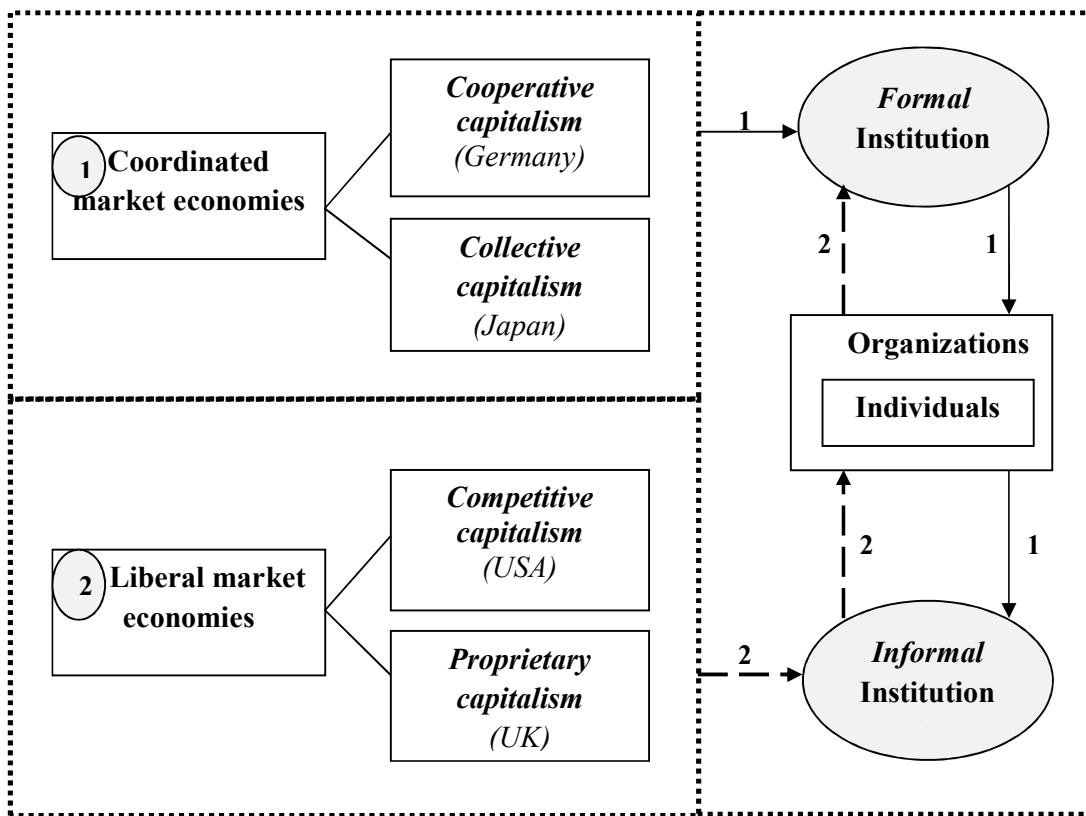 Cooperative
capitalism
(Germany)
1 Coordinated
market economies
Collective
capitalism
(Japan)
Competitive
capitalism
(USA)
2 Liberal market
economies
Proprietary
capitalism
(UK)
1
Formal
Institution
2
1
Organizations
Individuals
2
1
2
Informal
Institution